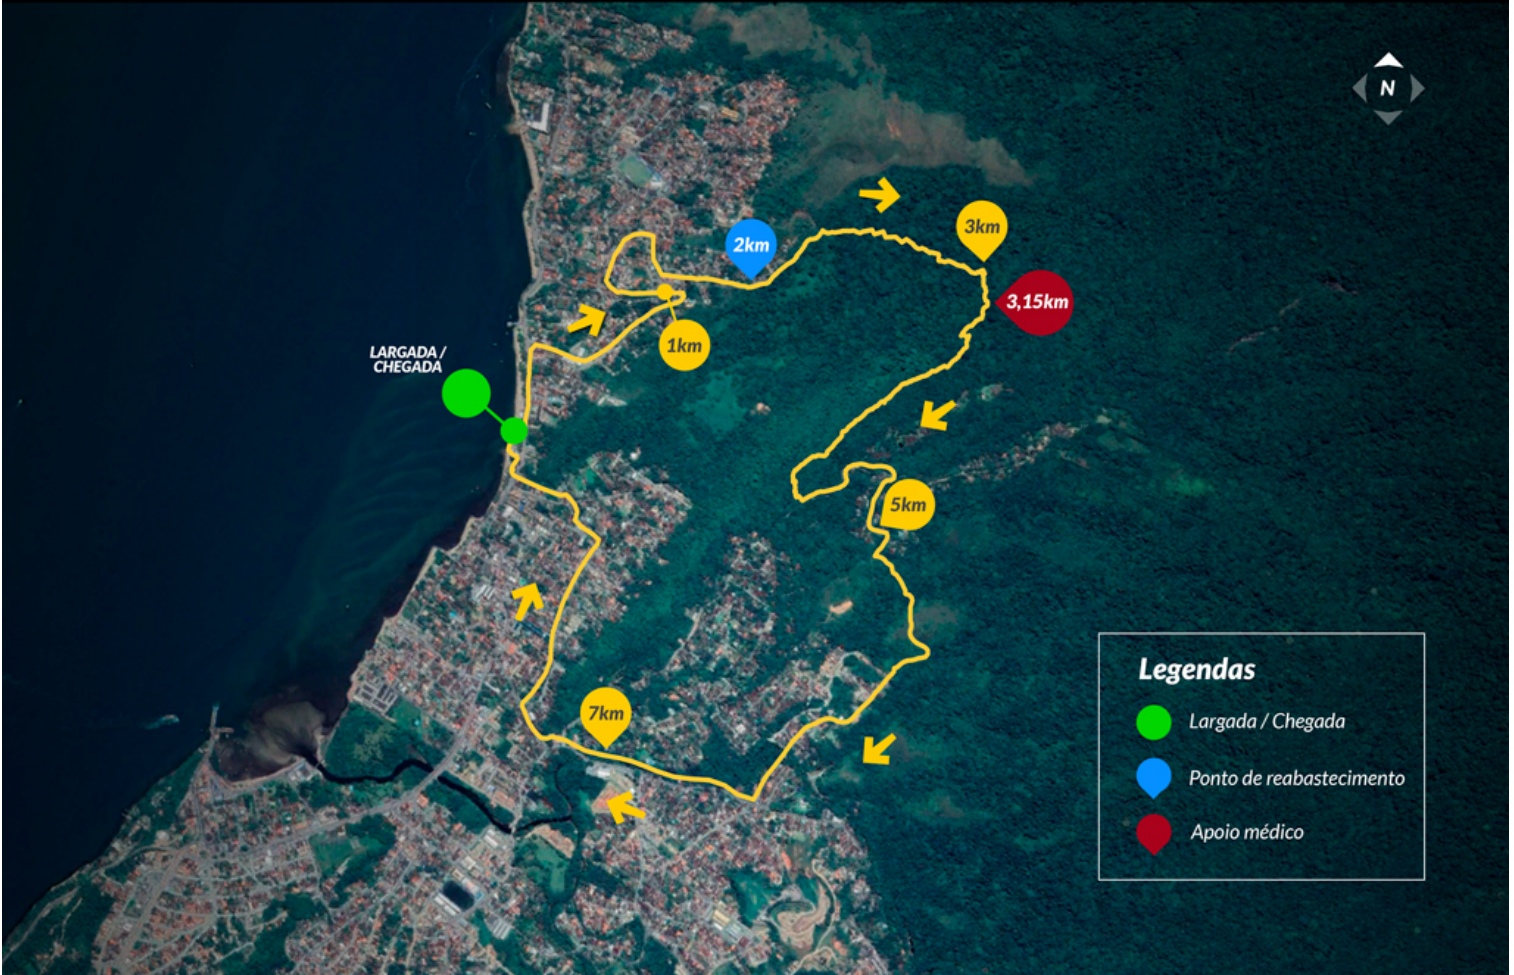 N
3km
2km
3,15km
1km
LARGADA /
CHEGADA
5km
7km
Legendas
Largada / Chegada
Ponto de reabastecimento
Apoio médico